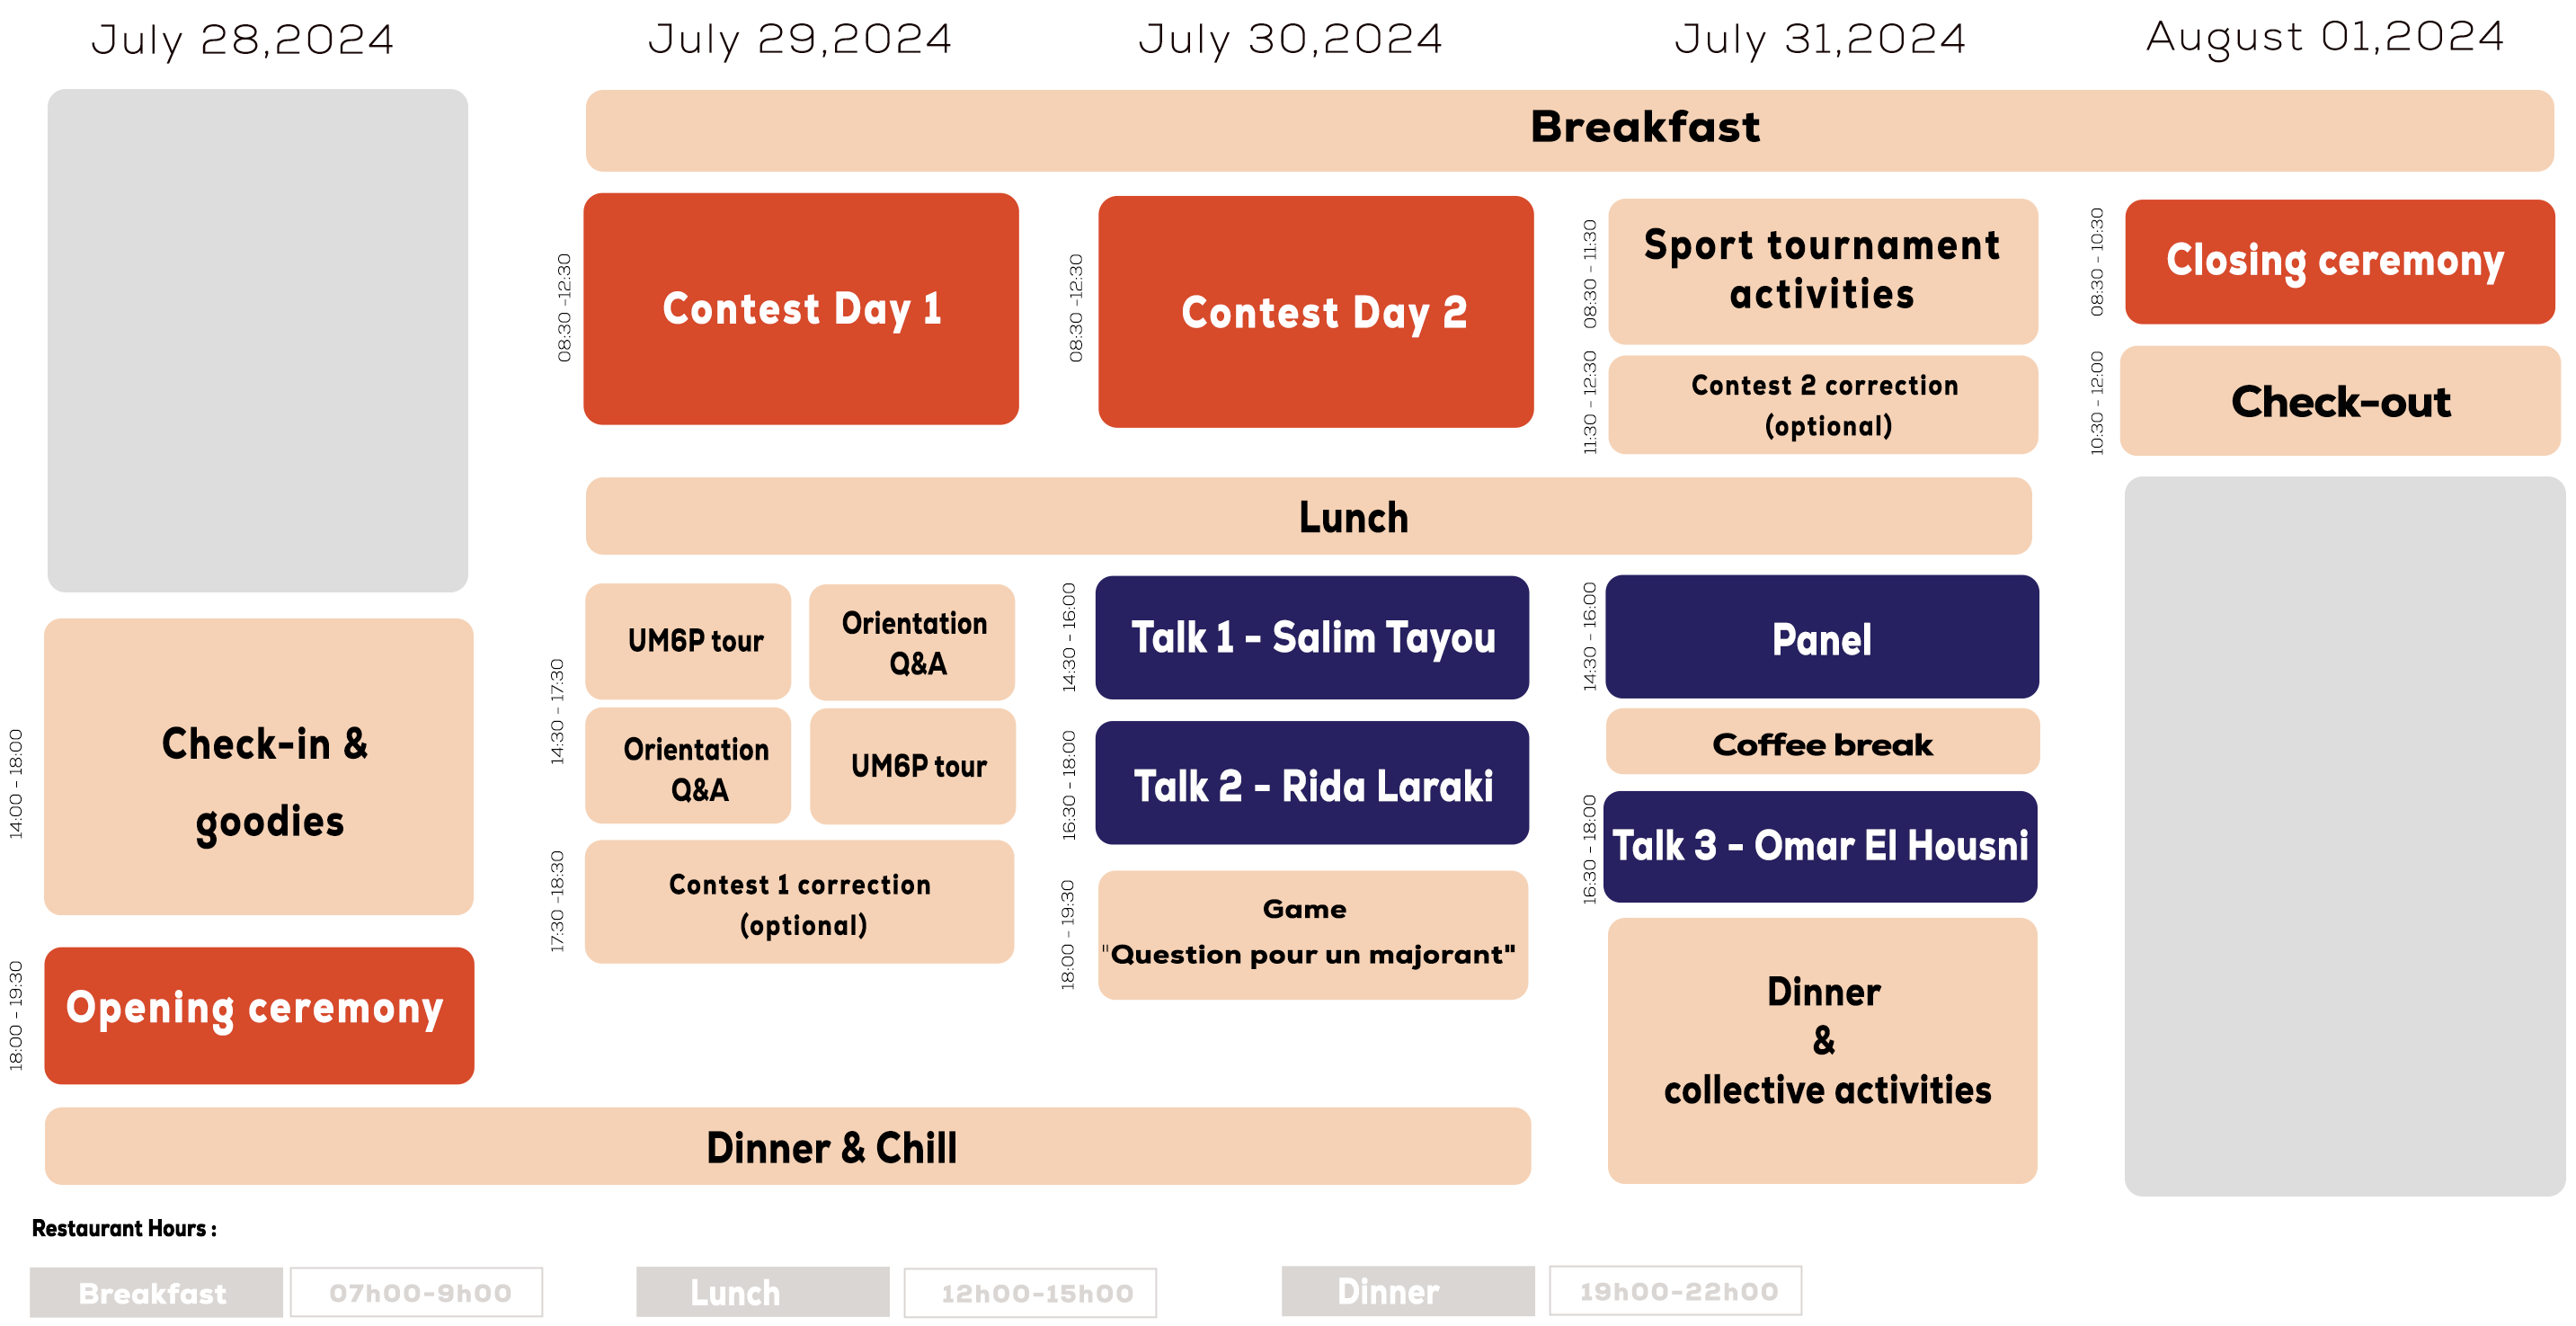 July 28,2024
July 29,2024
July 30,2024
July 31,2024
August 01,2024
Breakfast
08:30 -12:30
Contest Day 1
08:30 -12:30
Contest Day 2
08:30 - 11:30
Sport tournament
activities
11:30 - 12:30
Contest 2 correction
(optional)
08:30 - 10:30
Closing ceremony
10:30 - 12:00
Check-out
Lunch
14:00 - 18:00
Check-in &
goodies
18:00 - 19:30
Opening ceremony
14:30 - 17:30
UM6P tour
Orientation
Q&A
Orientation
Q&A
UM6P tour
17:30 -18:30
Contest 1 correction
(optional)
14:30 - 16:00
Talk 1 - Salim Tayou
16:30 - 18:00
Talk 2 - Rida Laraki
18:00 - 19:30
Game
"Question pour un majorant"
14:30 - 16:00
Panel
Coffee break
16:30 - 18:00
Talk 3 - Omar El Housni
Dinner
&
collective activities
Dinner & Chill
Restaurant Hours :
Breakfast
07h00-9h00
Lunch
12h00-15h00
Dinner
19h00-22h00